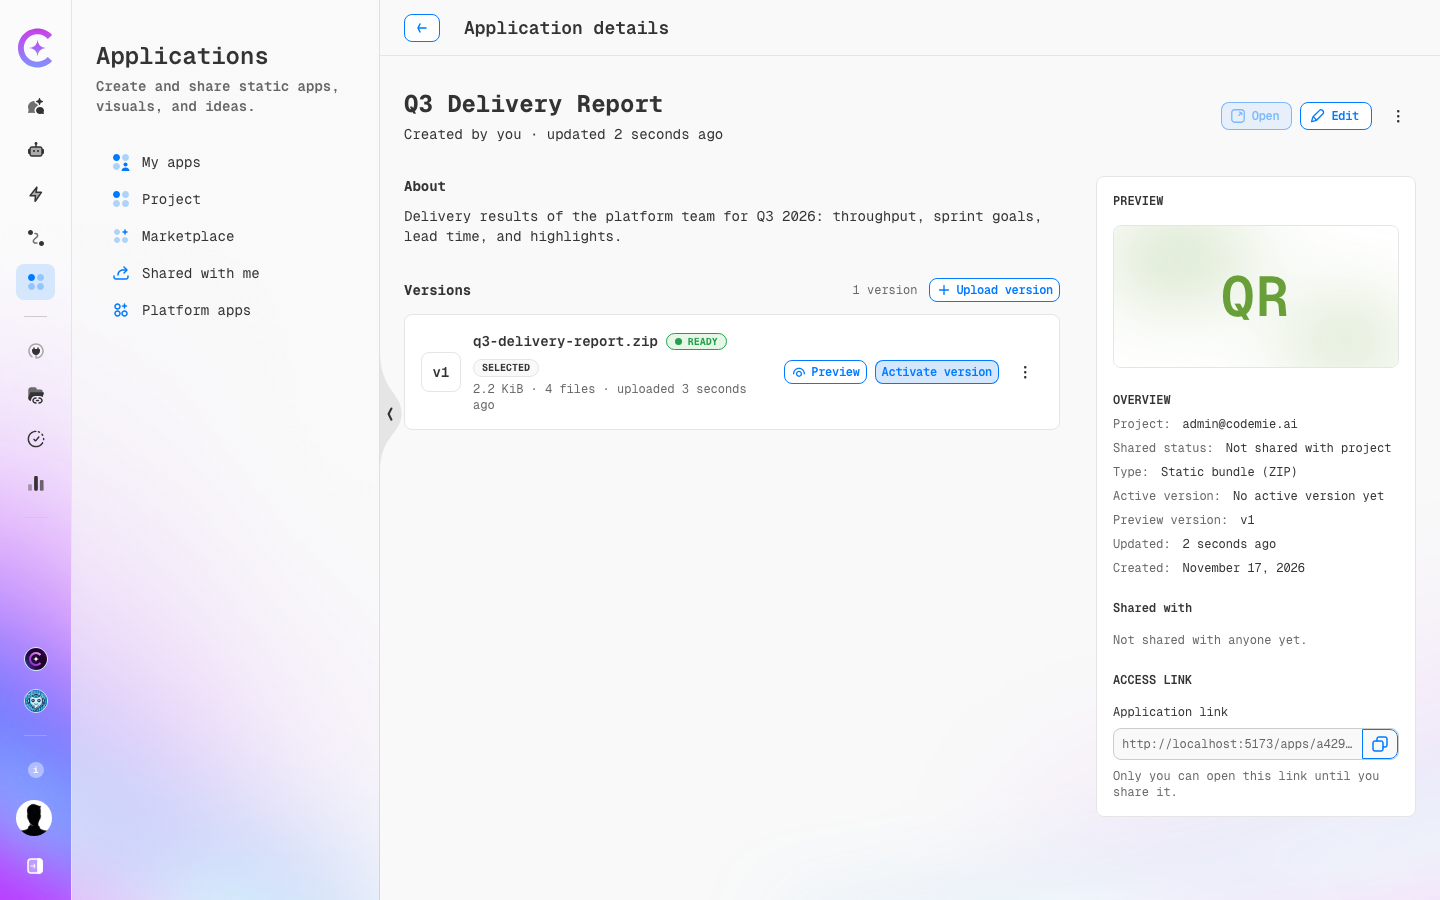 Application details
Applications
Create and share static apps,
visuals, and ideas.
My apps
Project
Marketplace
Shared with me
Platform apps
Q3 Delivery Report
Created by you · updated 2 seconds ago
Open
Edit
About
Delivery results of the platform team for Q3 2026: throughput, sprint goals,
lead time, and highlights.
Versions
1 version
Upload version
v1
q3-delivery-report.zip
READY
SELECTED
2.2 KiB · 4 files · uploaded 3 seconds
ago
Preview
Activate version
PREVIEW
QR
OVERVIEW
Project: admin@codemie.ai
Shared status: Not shared with project
Type: Static bundle (ZIP)
Active version: No active version yet
Preview version: v1
Updated: 2 seconds ago
Created: November 17, 2026
Shared with
Not shared with anyone yet.
ACCESS LINK
Application link
http://localhost:5173/apps/a429…
Only you can open this link until you
share it.